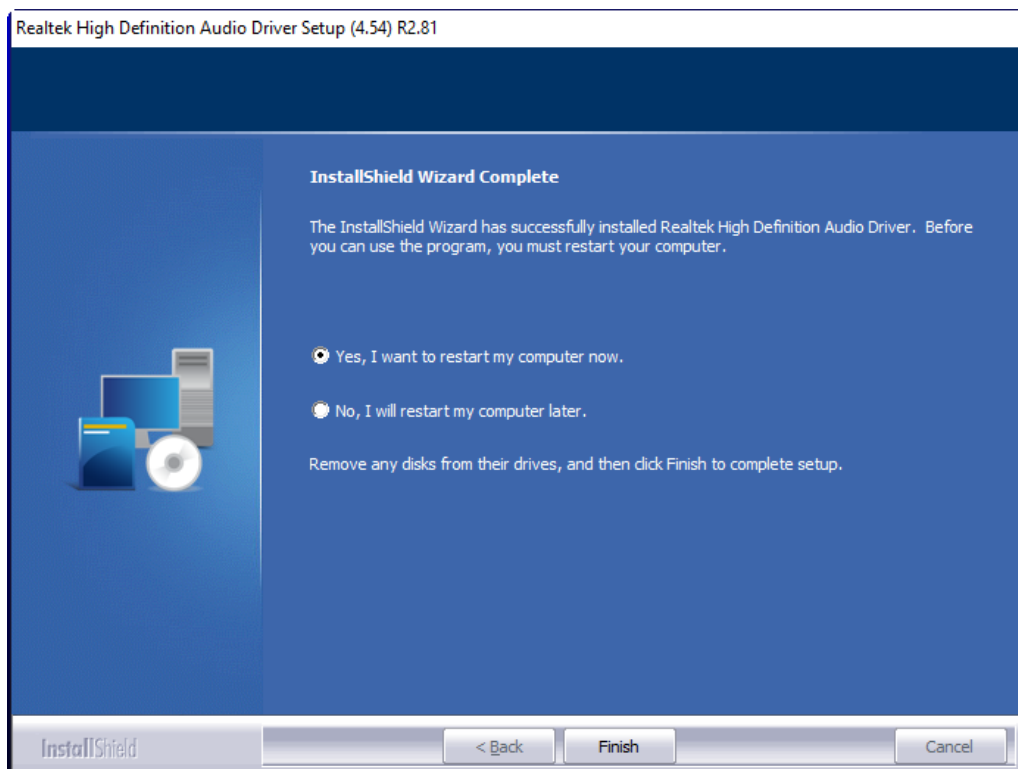 Realtek High Definition Audio Driver Setup (4.54) R2.81
InstallShield Wizard Complete
The InstallShield Wizard has successfully installed Realtek High Definition Audio Driver.  Before
you can use the program, you must restart your computer.
Yes, I want to restart my computer now.
No, I will restart my computer later.
Remove any disks from their drives, and then click Finish to complete setup.
InstallShield
< Back
Finish
Cancel